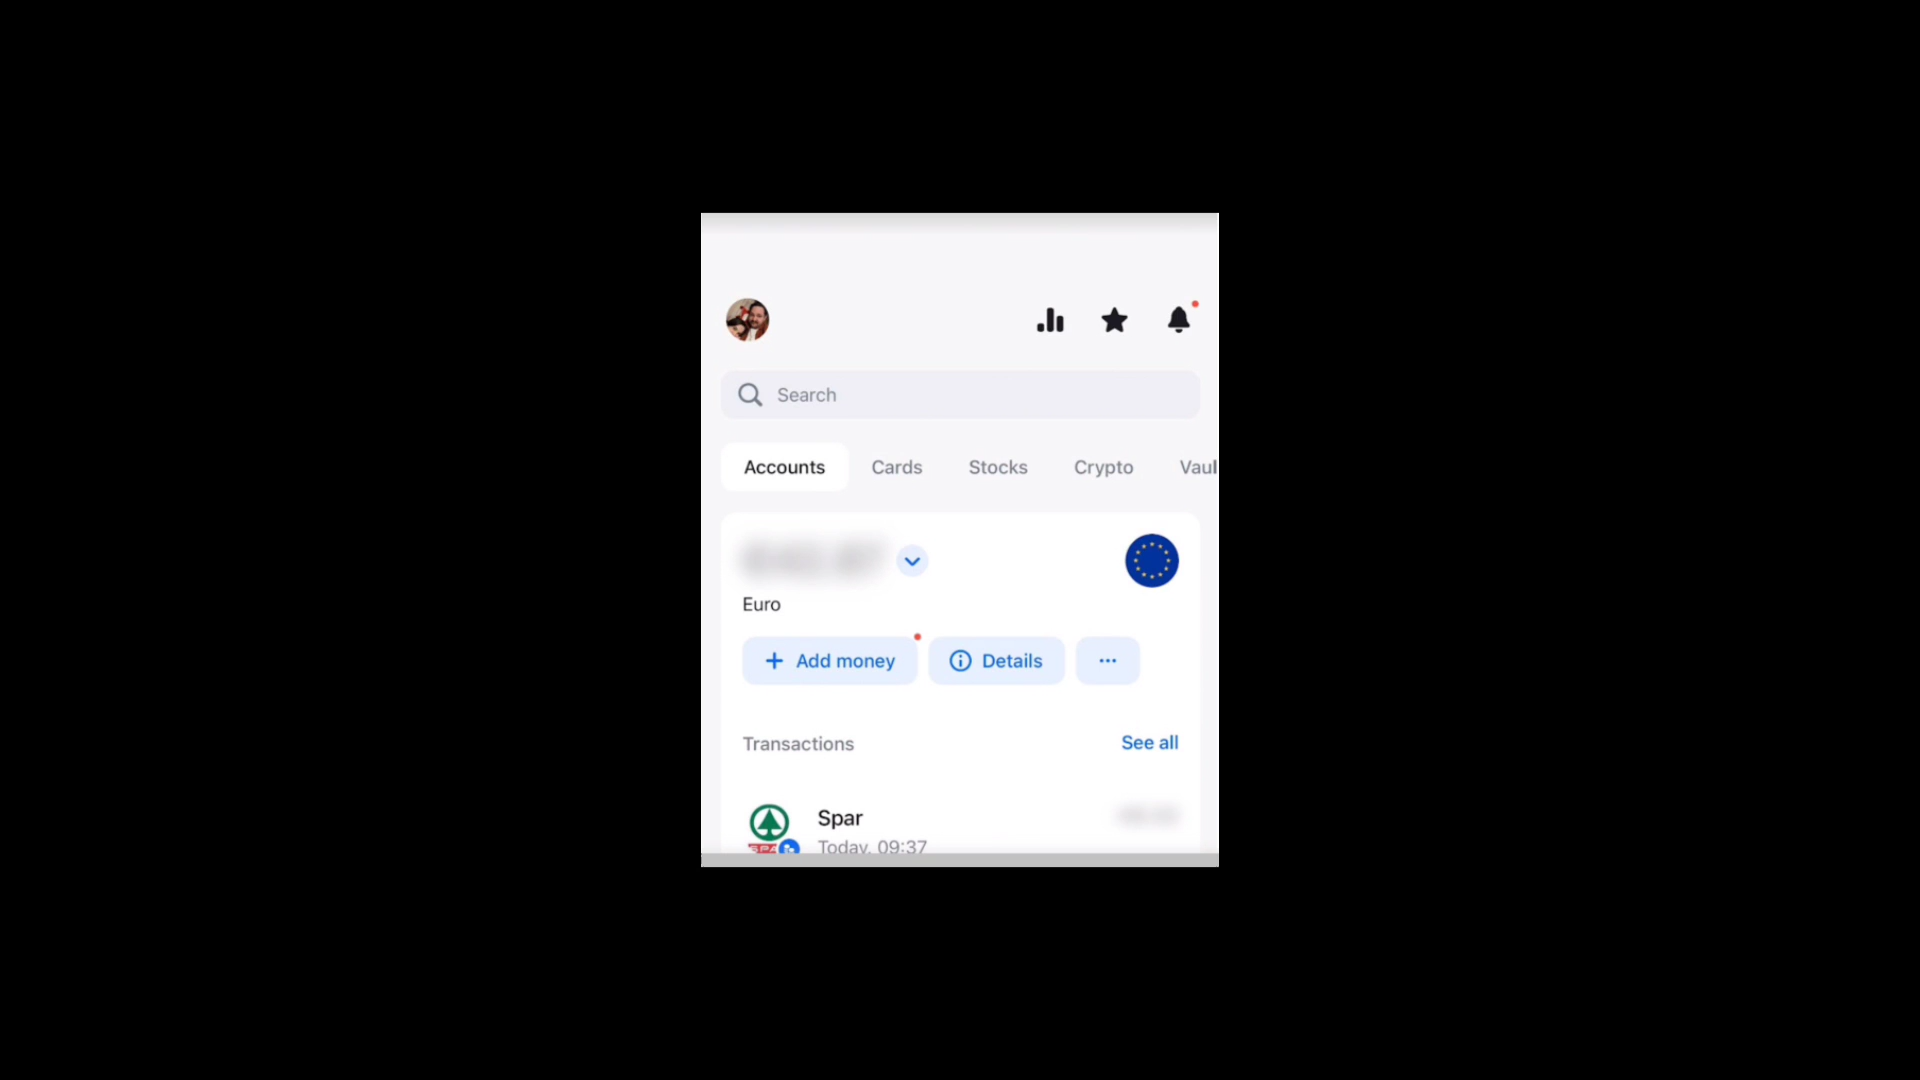 Search
Accounts Cards Stocks Crypto Vaul
Euro
+ Add money Details ...
Transactions See all
Spar
Today, 09:37